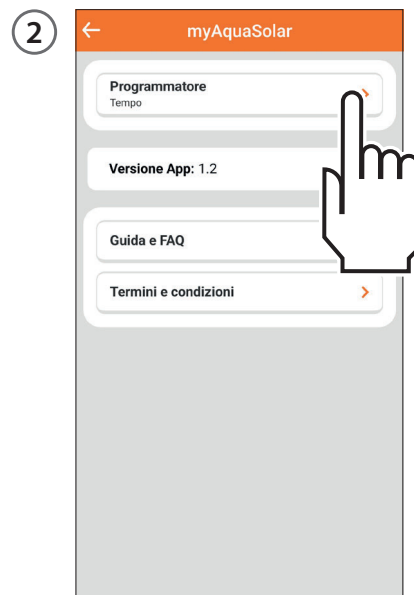 2
myAquaSolar
Programmatore
Tempo
Versione App: 1.2
Guida e FAQ
Termini e condizioni